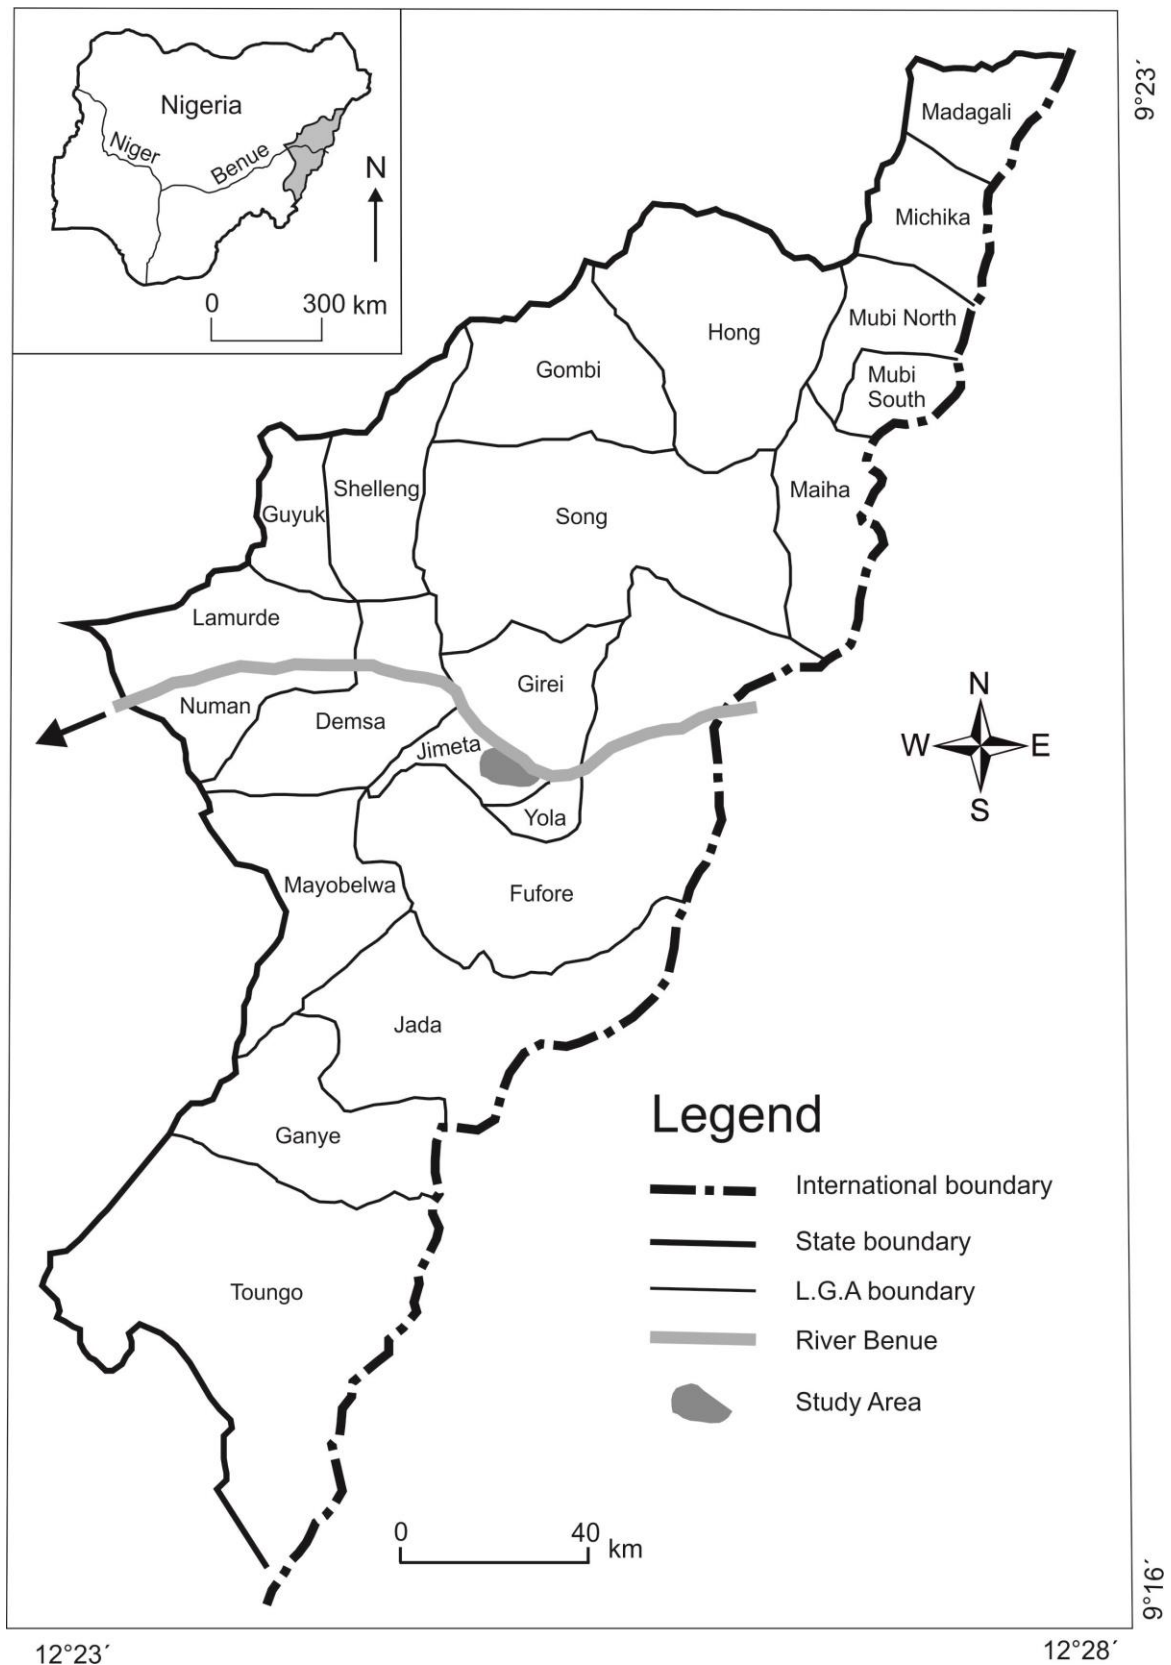 Nigeria
Niger
Benue
N
0 300 km
9°23´
Madagali
Michika
Mubi North
Hong
Gombi
Mubi
South
Shelleng
Maiha
Guyuk
Song
Lamurde
Girei
Numan
Demsa
Jimeta
Yola
N
W E
S
Mayobelwa
Fufore
Jada
Ganye
Toungo
Legend
International boundary
State boundary
L.G.A boundary
River Benue
Study Area
0 40 km
9°16´
12°23´
12°28´